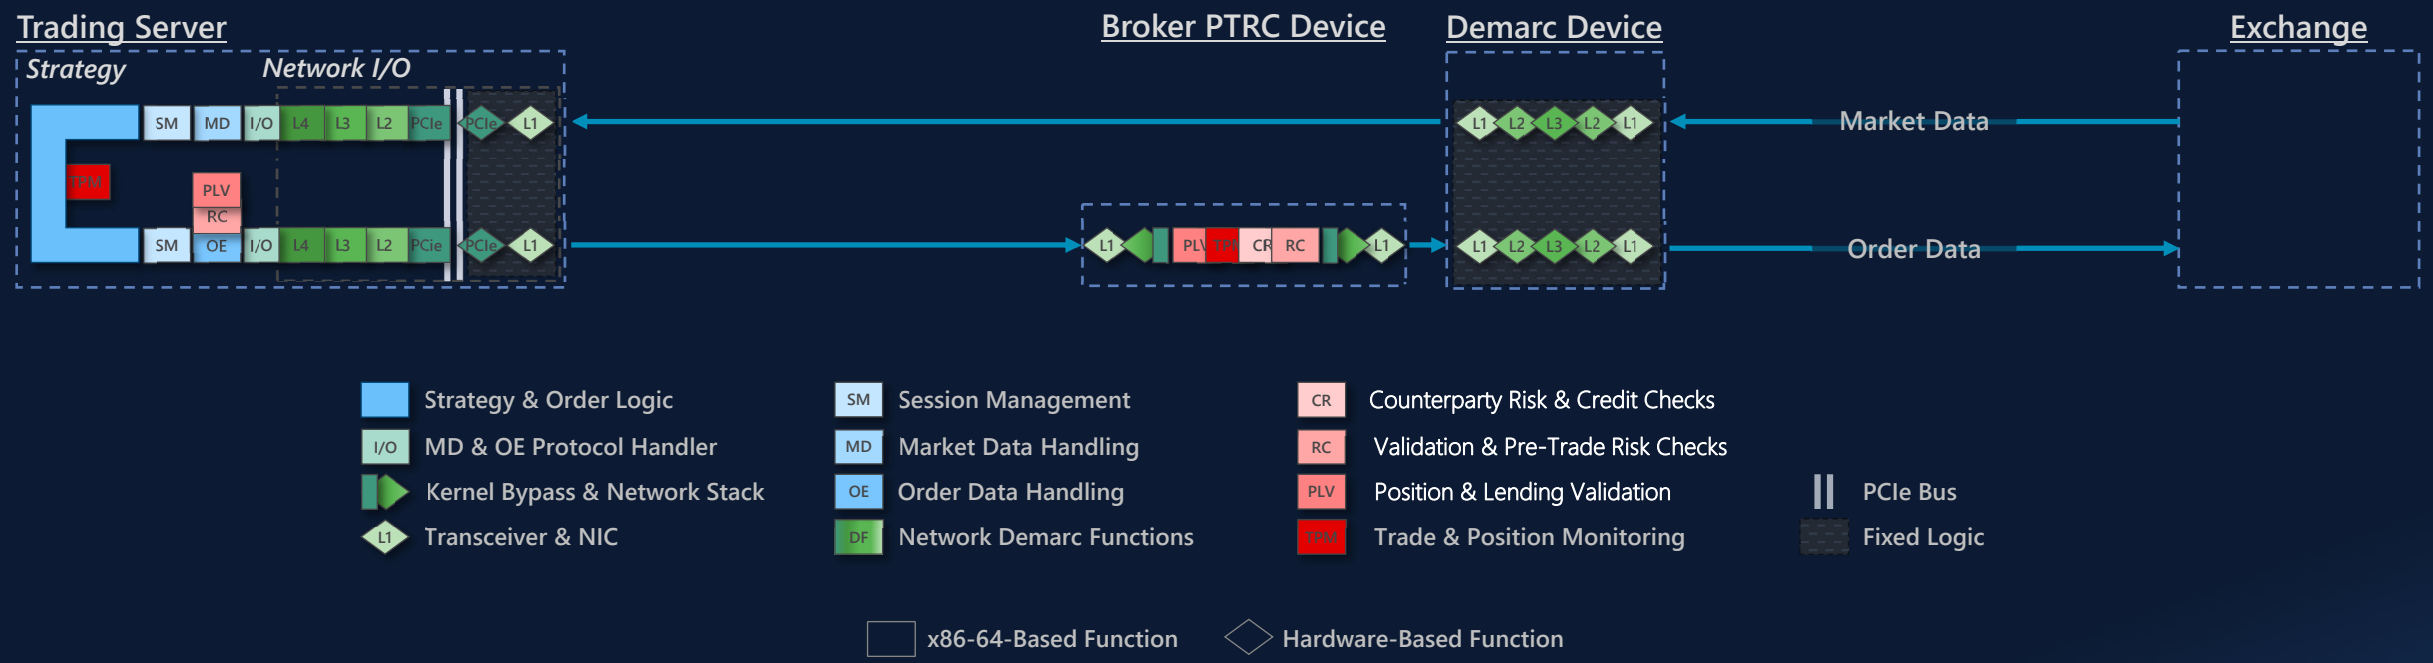 Trading Server
Broker PTRC Device
Demarc Device
Exchange
Strategy
Network I/O
SM MD I/O L4 L3 L2 PCIe PCIe L1
L1 L2 L3 L2 L1
Market Data
TPM
PLV
RC
SM OE I/O L4 L3 L2 PCie PCIe L1
L1 PLV TPM CR RC L1
L1 L2 L3 L2 L1
Order Data
Strategy & Order Logic
SM Session Management
CR Counterparty Risk & Credit Checks
I/O MD & OE Protocol Handler
MD Market Data Handling
RC Validation & Pre-Trade Risk Checks
Kernel Bypass & Network Stack
OE Order Data Handling
PLV Position & Lending Validation
PCIe Bus
L1 Transceiver & NIC
DF Network Demarc Functions
TPM Trade & Position Monitoring
Fixed Logic
x86-64-Based Function
Hardware-Based Function